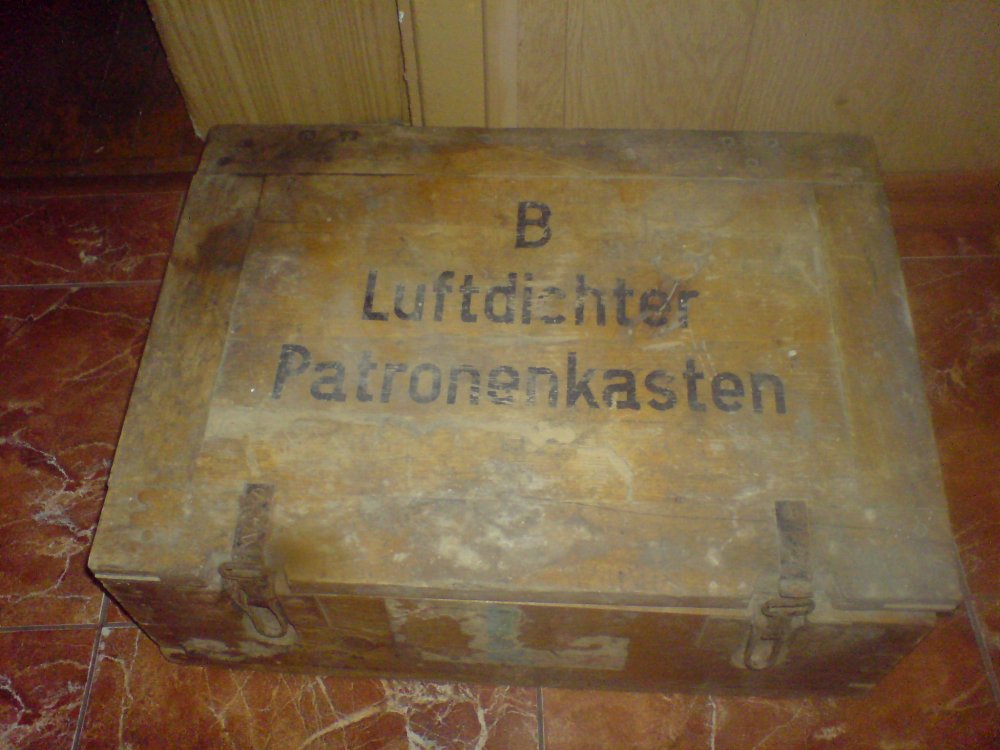 B
Luftdichter
Patronenkasten